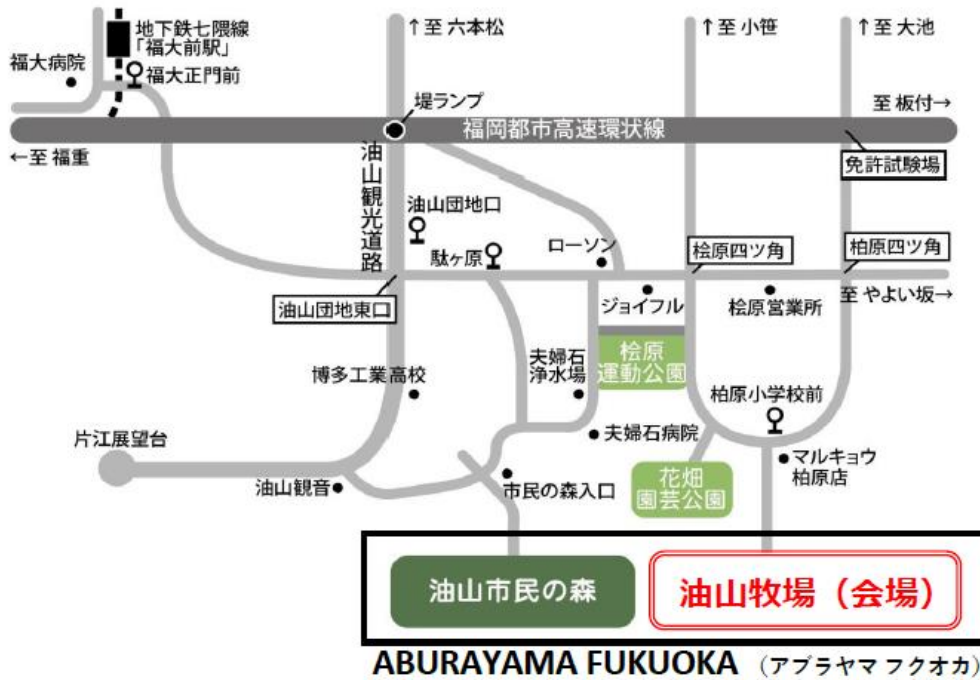 地下鉄七隈線
「福大前駅」
↑至 六本松
↑至 小笹
↑至 大池
福大病院
福大正門前
堤ランプ
至 板付→
福岡都市高速環状線
←至 福重
免許試験場
油山観光道路
油山団地口
駄ヶ原
ローソン
桧原四ツ角
柏原四ツ角
油山団地東口
ジョイフル
桧原営業所
至 やよい坂→
博多工業高校
夫婦石
浄水場
桧原
運動公園
柏原小学校前
片江展望台
夫婦石病院
マルキョウ
柏原店
油山観音
市民の森入口
花畑
園芸公園
油山市民の森
油山牧場（会場）
ABURAYAMA FUKUOKA （アブラヤマ フクオカ）